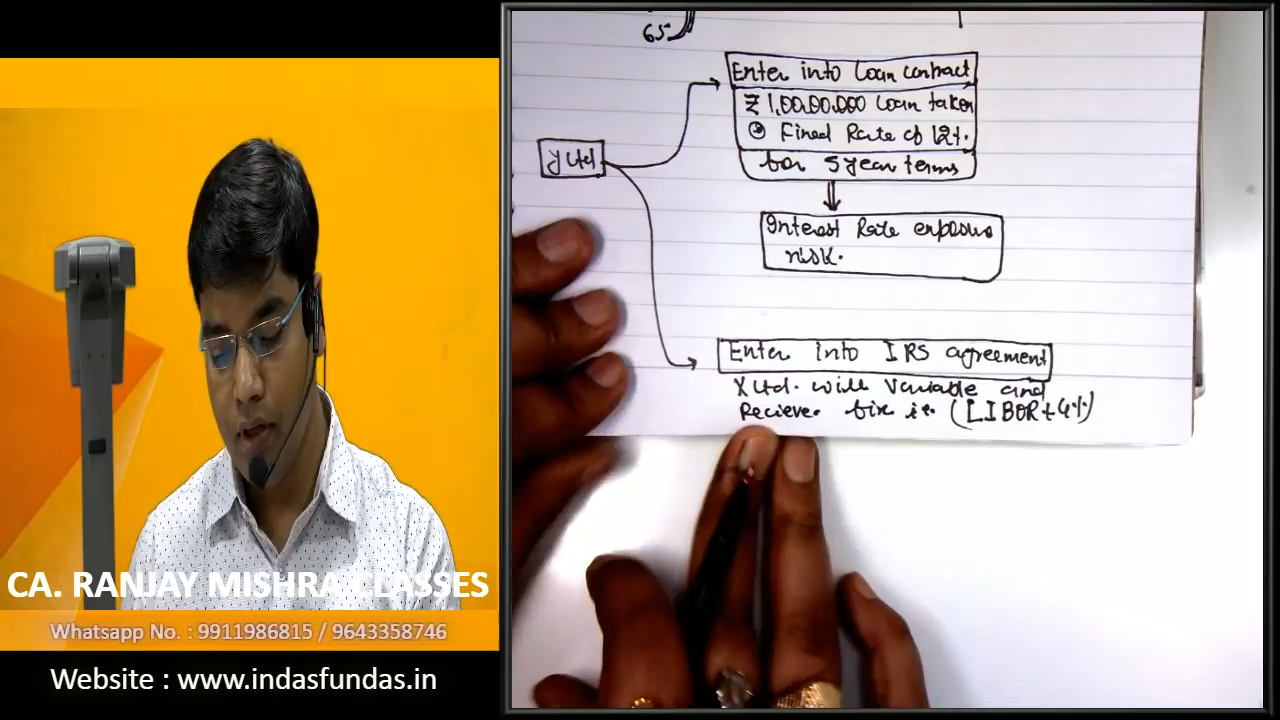 65
Enter into Loan contract
₹ 1,00,00,000 Loan taken
@ Fixed Rate of 12%.
for 5 year terms
y Ltd
Interest Rate exposure
risk.
Enter into IRS agreement
X Ltd. will Variable and
Recieve. fix i.e. (LIBOR + 4%)
CA. RANJAY MISHRA CLASSES
Whatsapp No. : 9911986815 / 9643358746
Website : www.indasfundas.in